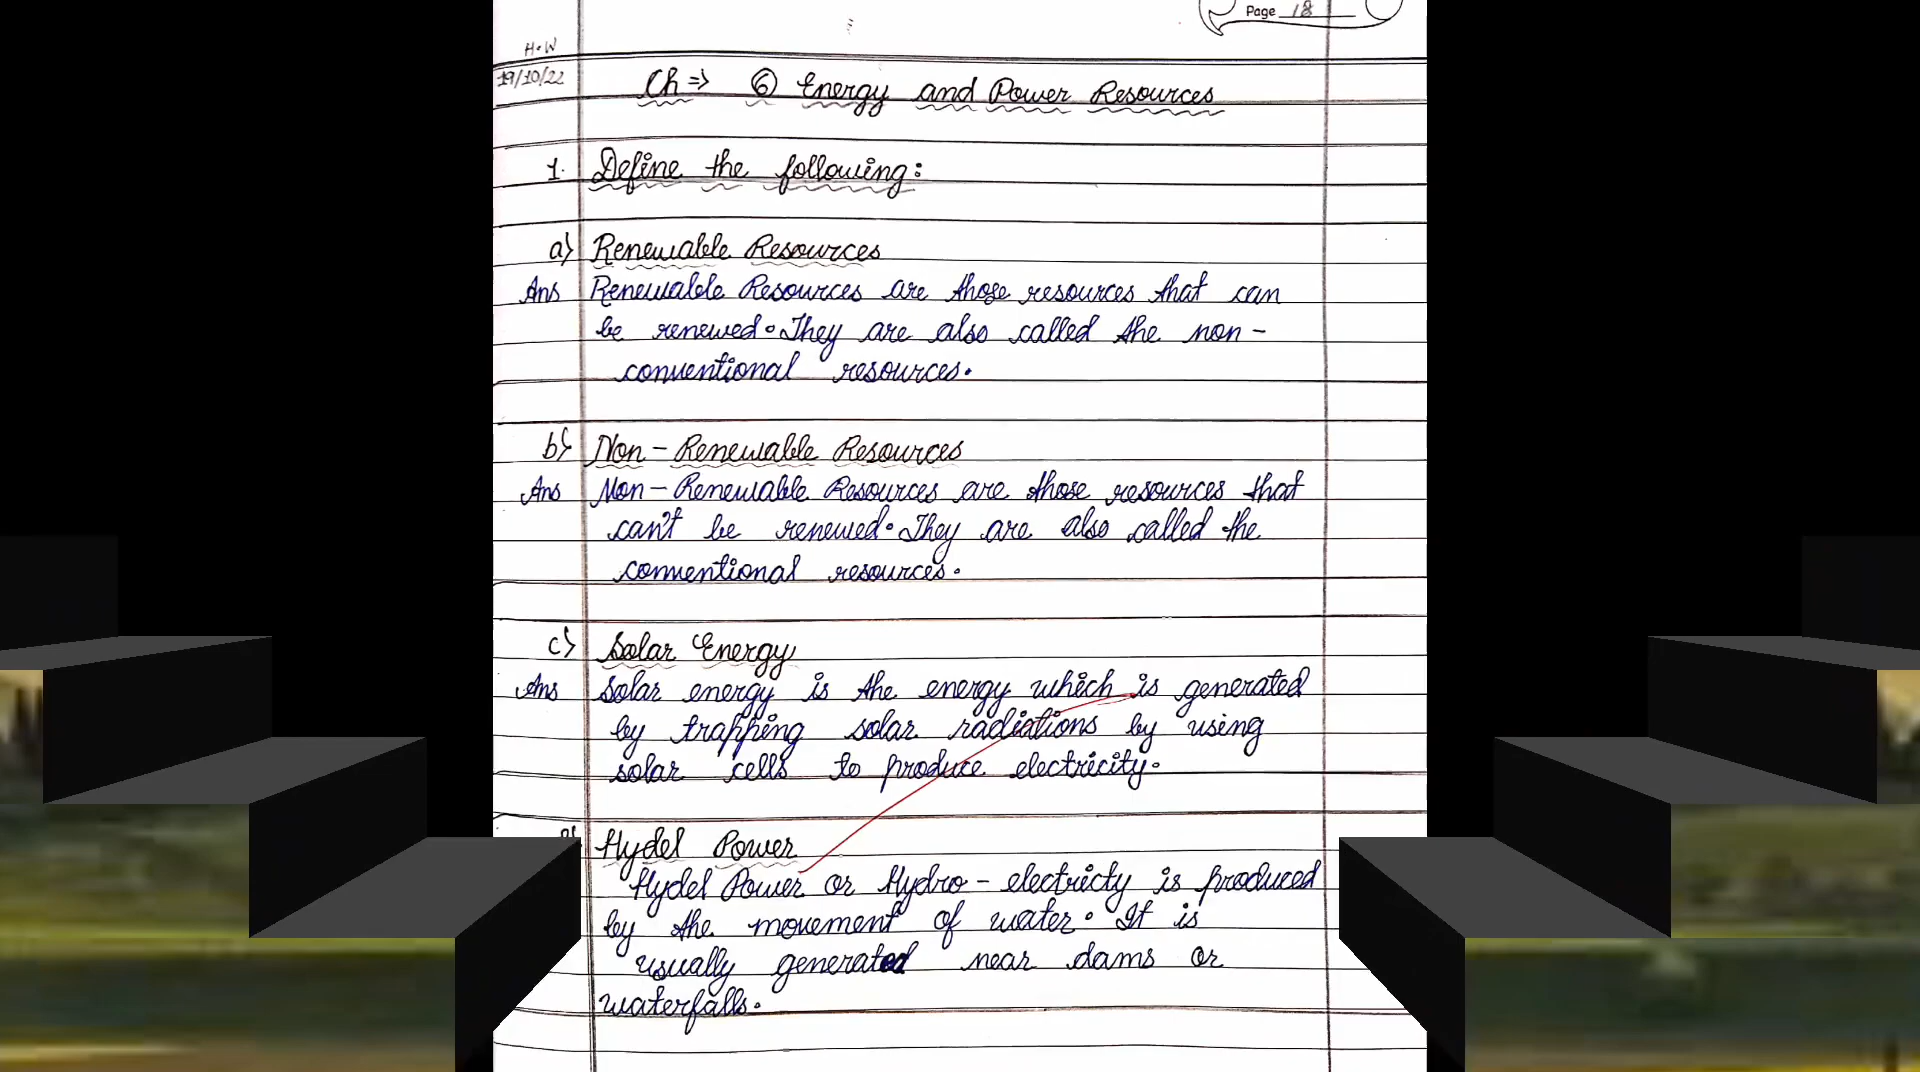 Page 18
H.W
19/10/22
Ch => 6 Energy and Power Resources
1. Define the following:
a) Renewable Resources
Ans Renewable Resources are those resources that can
be renewed. They are also called the non-
conventional resources.
b) Non-Renewable Resources
Ans Non-Renewable Resources are those resources that
can't be renewed. They are also called the
conventional resources.
c) Solar Energy
Ans Solar energy is the energy which is generated
by trapping solar radiations by using
solar cells to produce electricity.
Hydel Power
Hydel Power or Hydro-electricty is produced
by the movement of water. It is
usually generated near dams or
waterfalls.